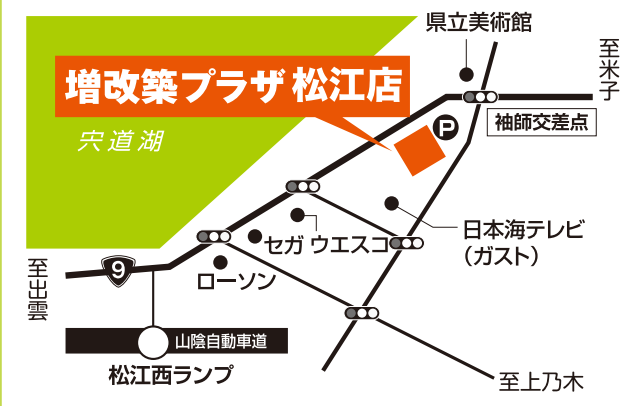 県立美術館
至米子
増改築プラザ 松江店
P
袖師交差点
宍道湖
日本海テレビ
（ガスト）
セガ ウエスコ
ローソン
至出雲
9
山陰自動車道
松江西ランプ
至上乃木